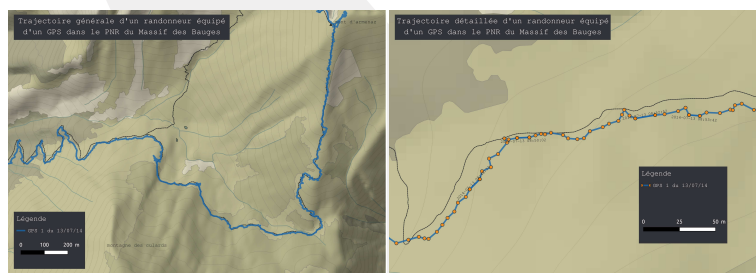 Trajectoire générale d'un randonneur équipé
d'un GPS dans le PNR du Massif des Bauges
Légende
GPS 1 du 13/07/14
0 100 200 m
Trajectoire détaillée d'un randonneur équipé
d'un GPS dans le PNR du Massif des Bauges
Légende
GPS 1 du 13/07/14
0 25 50 m